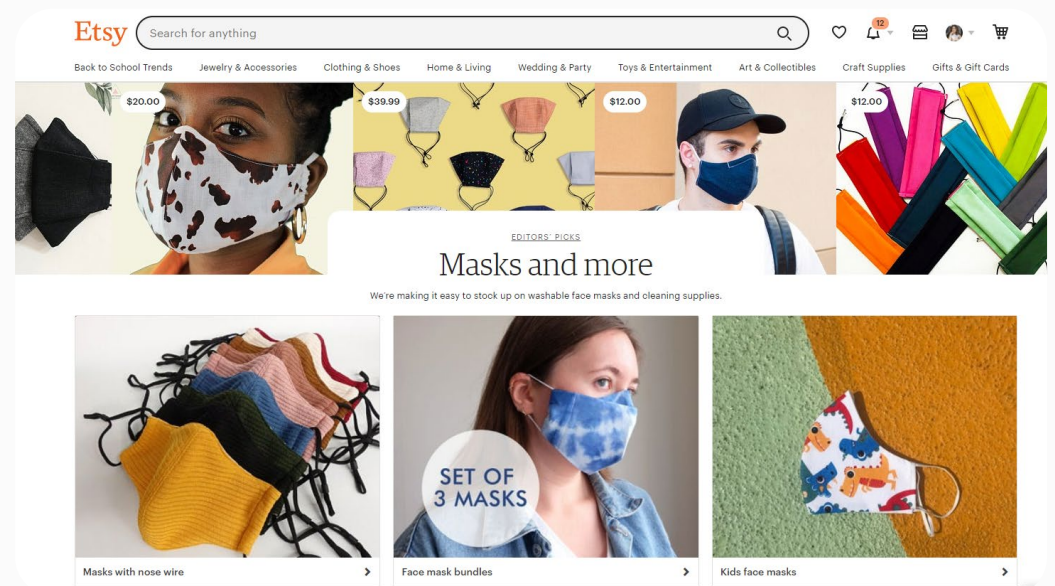 Etsy
Search for anything
12
Back to School Trends
Jewelry & Accessories
Clothing & Shoes
Home & Living
Wedding & Party
Toys & Entertainment
Art & Collectibles
Craft Supplies
Gifts & Gift Cards
$20.00
$39.99
$12.00
$12.00
EDITORS' PICKS
Masks and more
We're making it easy to stock up on washable face masks and cleaning supplies.
SET OF
3 MASKS
Masks with nose wire
Face mask bundles
Kids face masks